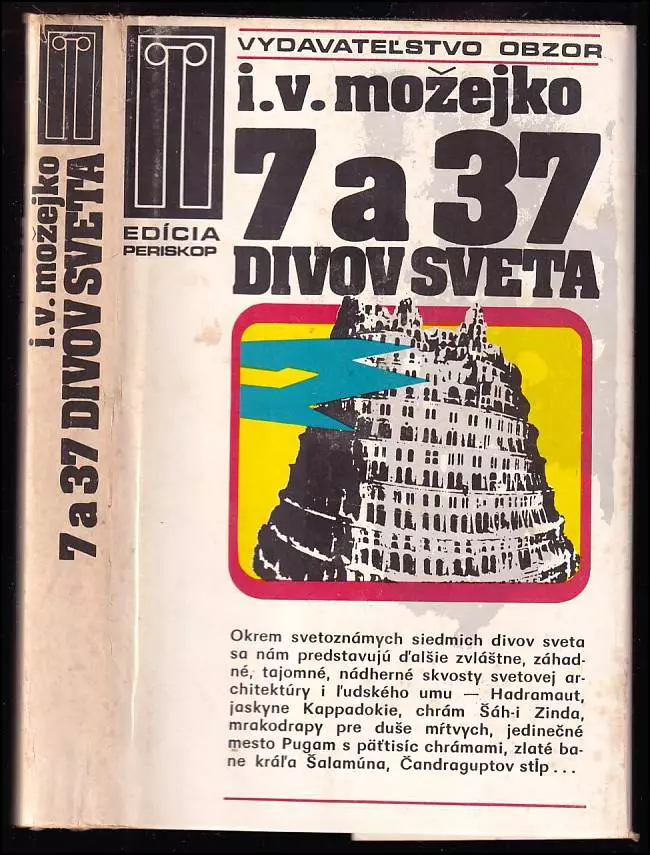 i.v. možejko
7 a 37 DIVOV SVETA
EDÍCIA
PERISKOP
VYDAVATEĽSTVO OBZOR
i.v. možejko
7 a 37
DIVOV SVETA
Okrem svetoznámych siedmich divov sveta
sa nám predstavujú ďalšie zvláštne, záhad-
né, tajomné, nádherné skvosty svetovej ar-
chitektúry i ľudského umu — Hadramaut,
jaskyne Kappadokie, chrám Šáh-i Zinda,
mrakodrapy pre duše mŕtvych, jedinečné
mesto Pugam s päťtisíc chrámami, zlaté ba-
ne kráľa Šalamúna, Čandraguptov stĺp...